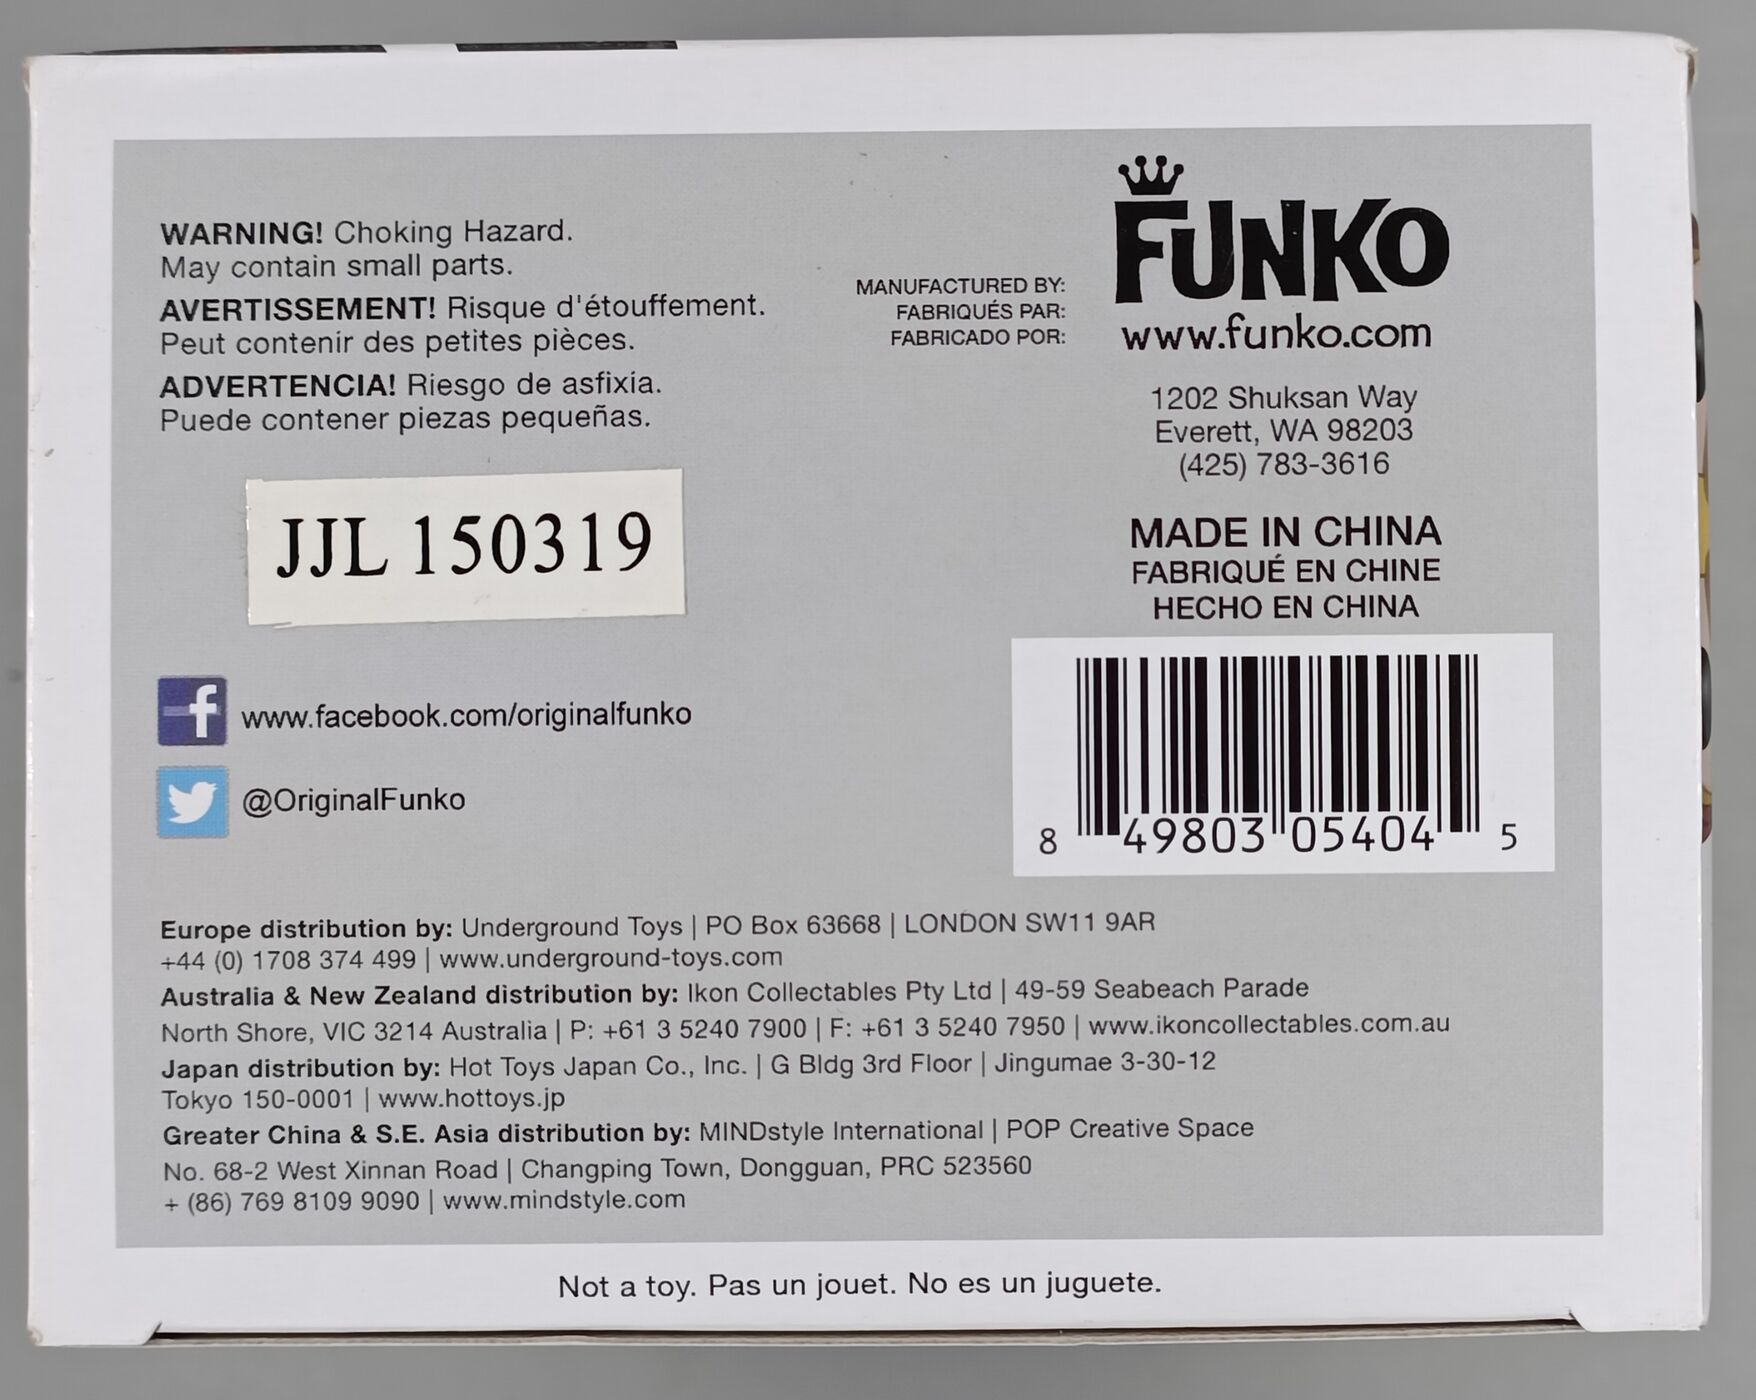 WARNING! Choking Hazard.
May contain small parts.
AVERTISSEMENT! Risque d'étouffement.
Peut contenir des petites pièces.
ADVERTENCIA! Riesgo de asfixia.
Puede contener piezas pequeñas.
MANUFACTURED BY:
FABRIQUÉS PAR:
FABRICADO POR:
FUNKO
www.funko.com
1202 Shuksan Way
Everett, WA 98203
(425) 783-3616
MADE IN CHINA
FABRIQUÉ EN CHINE
HECHO EN CHINA
JJL 150319
f www.facebook.com/originalfunko
@OriginalFunko
8 49803 05404 5
Europe distribution by: Underground Toys | PO Box 63668 | LONDON SW11 9AR
+44 (0) 1708 374 499 | www.underground-toys.com
Australia & New Zealand distribution by: Ikon Collectables Pty Ltd | 49-59 Seabeach Parade
North Shore, VIC 3214 Australia | P: +61 3 5240 7900 | F: +61 3 5240 7950 | www.ikoncollectables.com.au
Japan distribution by: Hot Toys Japan Co., Inc. | G Bldg 3rd Floor | Jingumae 3-30-12
Tokyo 150-0001 | www.hottoys.jp
Greater China & S.E. Asia distribution by: MINDstyle International | POP Creative Space
No. 68-2 West Xinnan Road | Changping Town, Dongguan, PRC 523560
+ (86) 769 8109 9090 | www.mindstyle.com
Not a toy. Pas un jouet. No es un juguete.